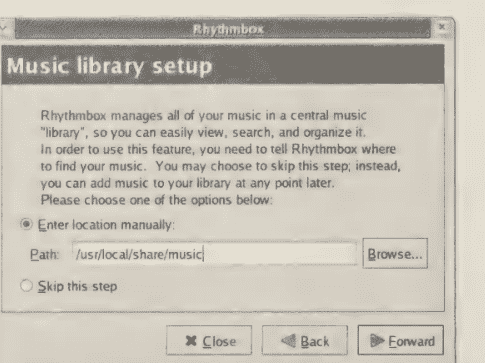 Rhythmbox
Music library setup
Rhythmbox manages all of your music in a central music
"library", so you can easily view, search, and organize it.
In order to use this feature, you need to tell Rhythmbox where
to find your music. You may choose to skip this step; instead,
you can add music to your library at any point later.
Please choose one of the options below:
Enter location manually:
Path: /usr/local/share/music Browse...
Skip this step
Close Back Forward